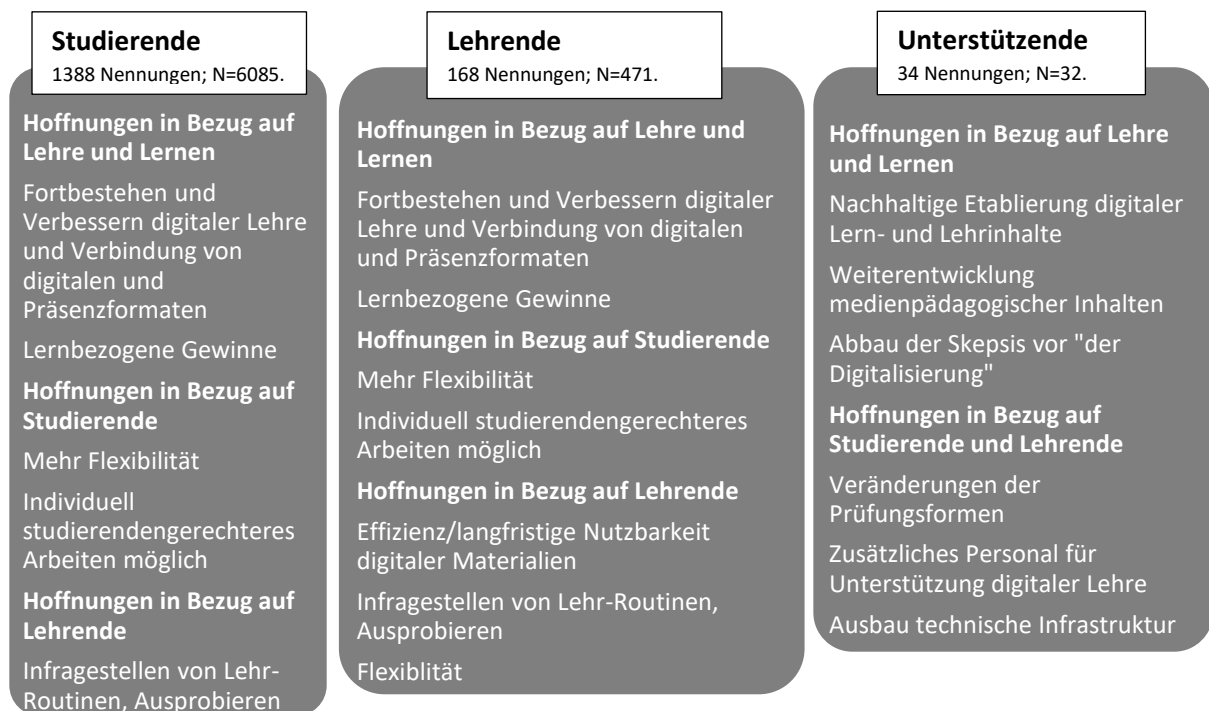 Studierende
1388 Nennungen; N=6085.
Hoffnungen in Bezug auf
Lehre und Lernen
Fortbestehen und
Verbessern digitaler Lehre
und Verbindung von
digitalen und
Präsenzformaten
Lernbezogene Gewinne
Hoffnungen in Bezug auf
Studierende
Mehr Flexibilität
Individuell
studierendengerechteres
Arbeiten möglich
Hoffnungen in Bezug auf
Lehrende
Infragestellen von Lehr-
Routinen, Ausprobieren
Lehrende
168 Nennungen; N=471.
Hoffnungen in Bezug auf Lehre und
Lernen
Fortbestehen und Verbessern digitaler
Lehre und Verbindung von digitalen
und Präsenzformaten
Lernbezogene Gewinne
Hoffnungen in Bezug auf Studierende
Mehr Flexibilität
Individuell studierendengerechteres
Arbeiten möglich
Hoffnungen in Bezug auf Lehrende
Effizienz/langfristige Nutzbarkeit
digitaler Materialien
Infragestellen von Lehr-Routinen,
Ausprobieren
Flexiblität
Unterstützende
34 Nennungen; N=32.
Hoffnungen in Bezug auf Lehre
und Lernen
Nachhaltige Etablierung digitaler
Lern- und Lehrinhalte
Weiterentwicklung
medienpädagogischer Inhalten
Abbau der Skepsis vor "der
Digitalisierung"
Hoffnungen in Bezug auf
Studierende und Lehrende
Veränderungen der
Prüfungsformen
Zusätzliches Personal für
Unterstützung digitaler Lehre
Ausbau technische Infrastruktur